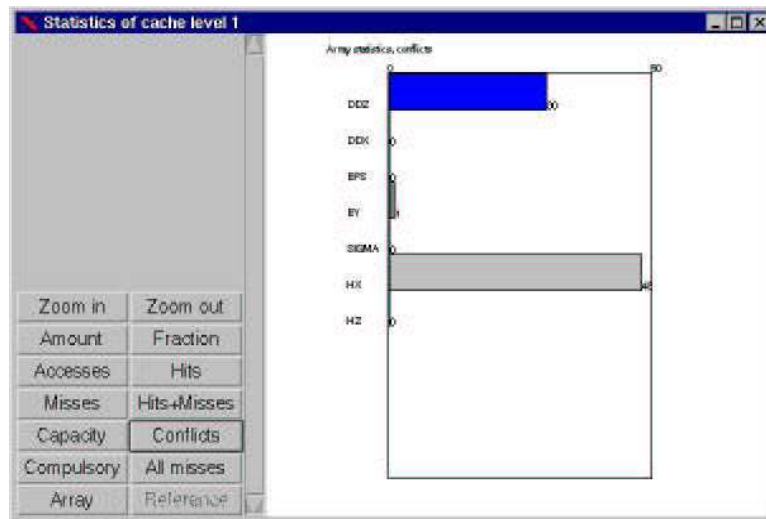 Statistics of cache level 1
Array statistics, conflicts
0 50
DDZ 30
DDX 0
EPS 0
EY 1
SIGMA 0
HX 48
HZ 0
Zoom in Zoom out
Amount Fraction
Accesses Hits
Misses Hits+Misses
Capacity Conflicts
Compulsory All misses
Array Reference